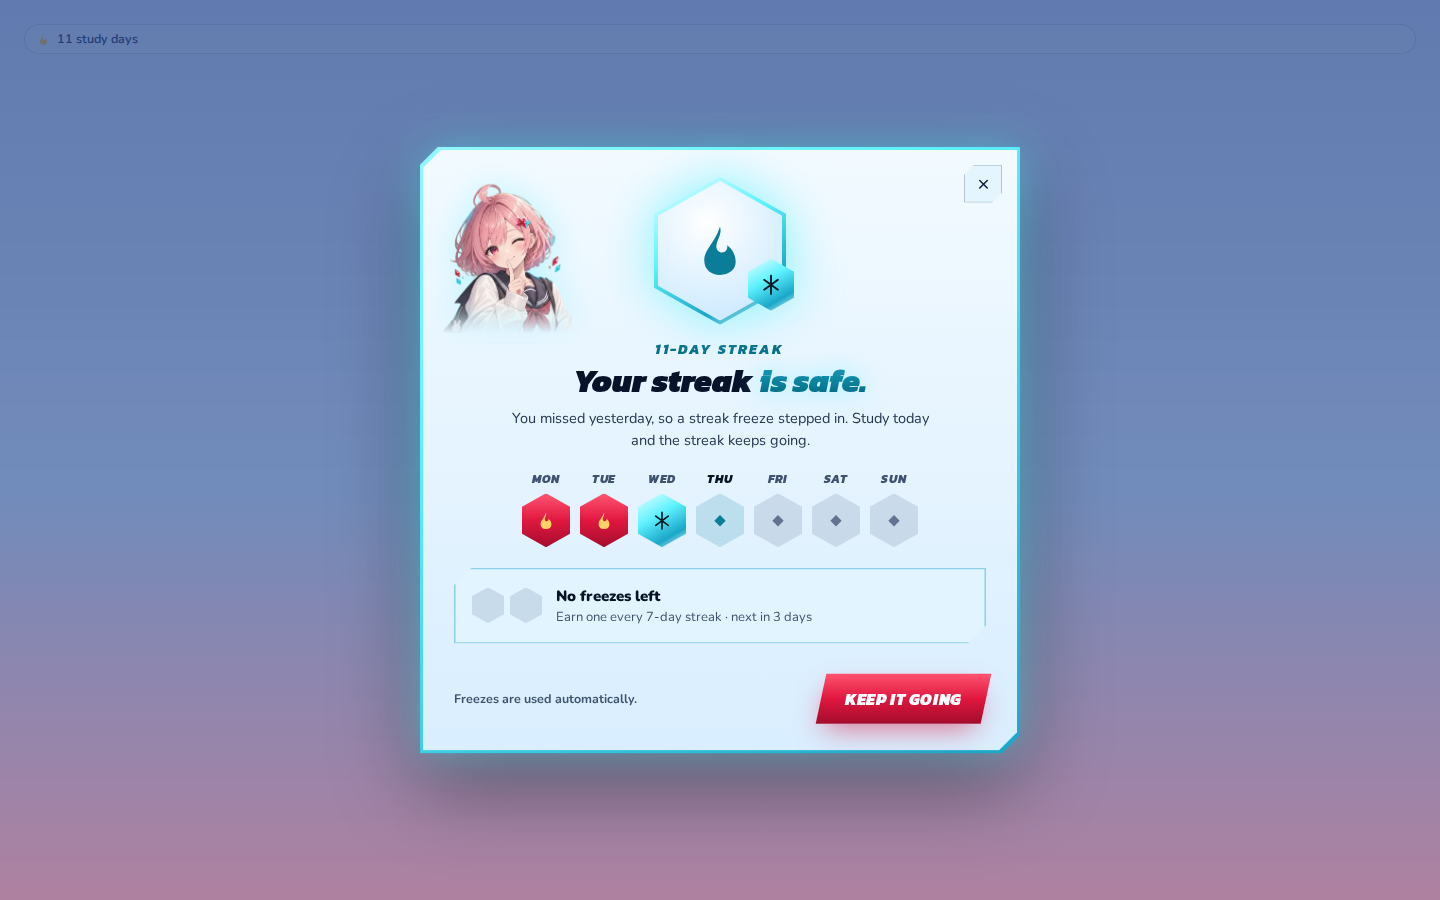 11 study days
×
11-DAY STREAK
Your streak is safe.
You missed yesterday, so a streak freeze stepped in. Study today
and the streak keeps going.
MON TUE WED THU FRI SAT SUN
No freezes left
Earn one every 7-day streak · next in 3 days
Freezes are used automatically.
KEEP IT GOING